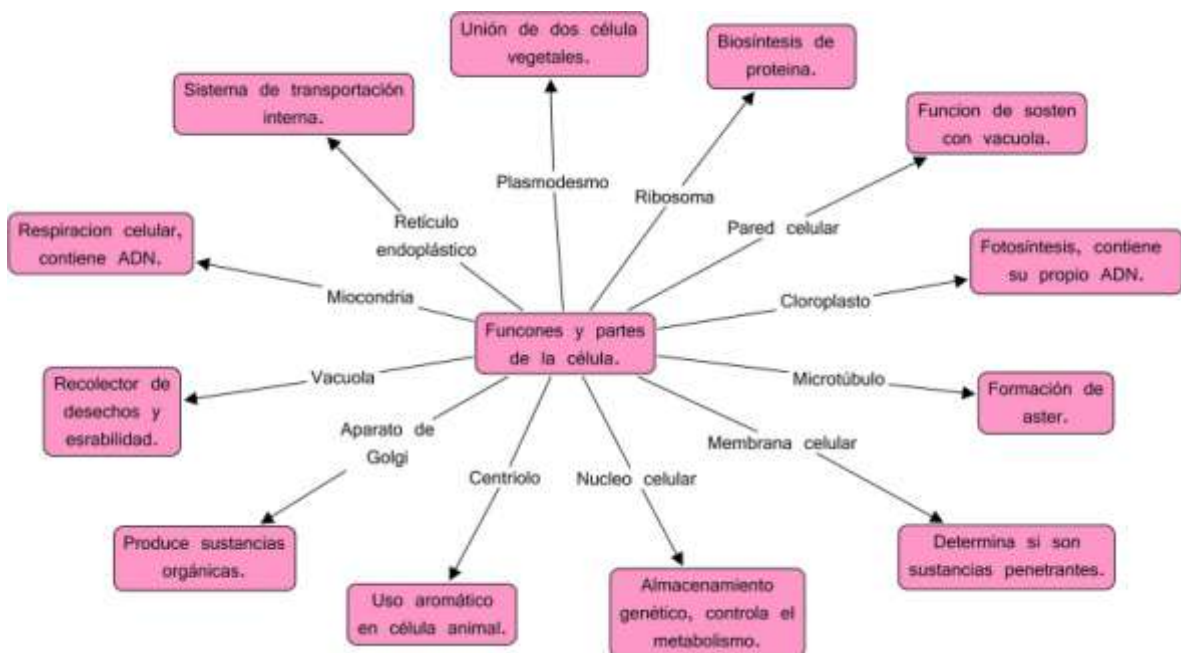 Unión de dos célula
vegetales.
Biosíntesis de
proteina.
Sistema de transportación
interna.
Funcion de sosten
con vacuola.
Plasmodesmo
Ribosoma
Retículo
endoplástico
Pared celular
Respiracion celular,
contiene ADN.
Fotosíntesis, contiene
su propio ADN.
Miocondria
Cloroplasto
Funcones y partes
de la célula.
Vacuola
Microtúbulo
Recolector de
desechos y
esrabilidad.
Formación de
aster.
Aparato de
Golgi
Membrana celular
Centriolo
Nucleo celular
Produce sustancias
orgánicas.
Determina si son
sustancias penetrantes.
Uso aromático
en célula animal.
Almacenamiento
genético, controla el
metabolismo.